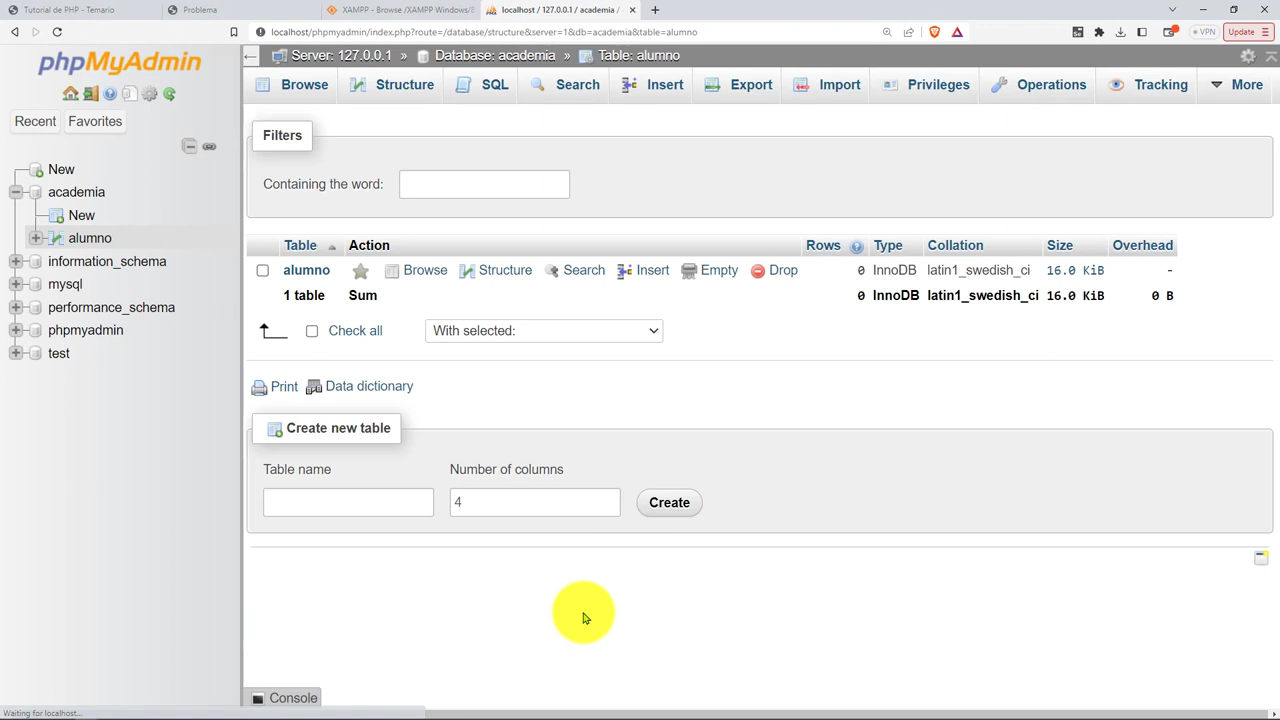 Tutorial de PHP - Temario
Problema
XAMPP - Browse /XAMPP Windows/8
localhost / 127.0.0.1 / academia /
localhost/phpmyadmin/index.php?route=/database/structure&server=1&db=academia&table=alumno
VPN
Update
phpMyAdmin
Recent
Favorites
New
academia
New
alumno
information_schema
mysql
performance_schema
phpmyadmin
test
Server: 127.0.0.1 » Database: academia » Table: alumno
Browse Structure SQL Search Insert Export Import Privileges Operations Tracking More
Filters
Containing the word:
Table Action Rows Type Collation Size Overhead
alumno Browse Structure Search Insert Empty Drop 0 InnoDB latin1_swedish_ci 16.0 KiB -
1 table Sum 0 InnoDB latin1_swedish_ci 16.0 KiB 0 B
Check all With selected:
Print Data dictionary
Create new table
Table name Number of columns
4 Create
Console
Waiting for localhost...